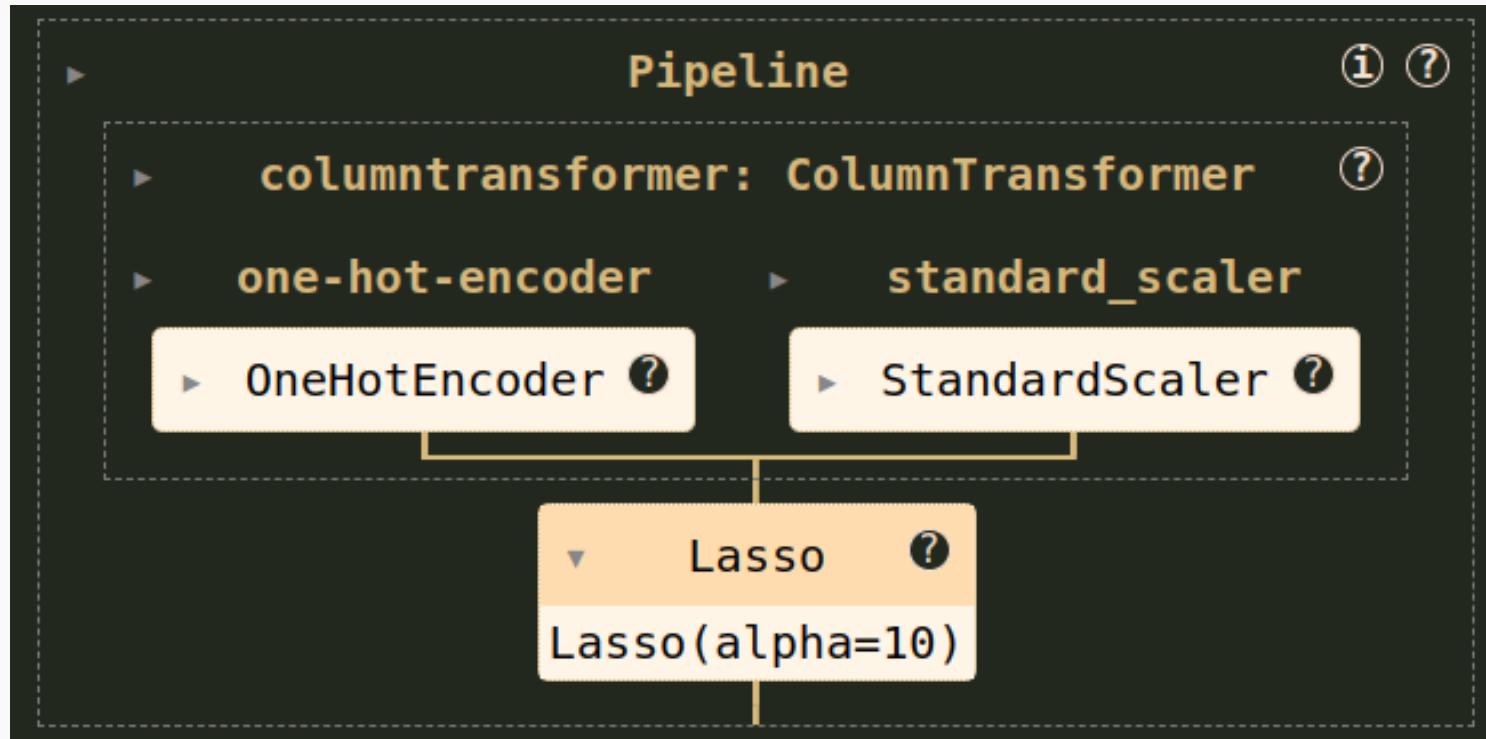 Pipeline i ?
columntransformer: ColumnTransformer ?
one-hot-encoder standard_scaler
OneHotEncoder ? StandardScaler ?
Lasso ?
Lasso(alpha=10)